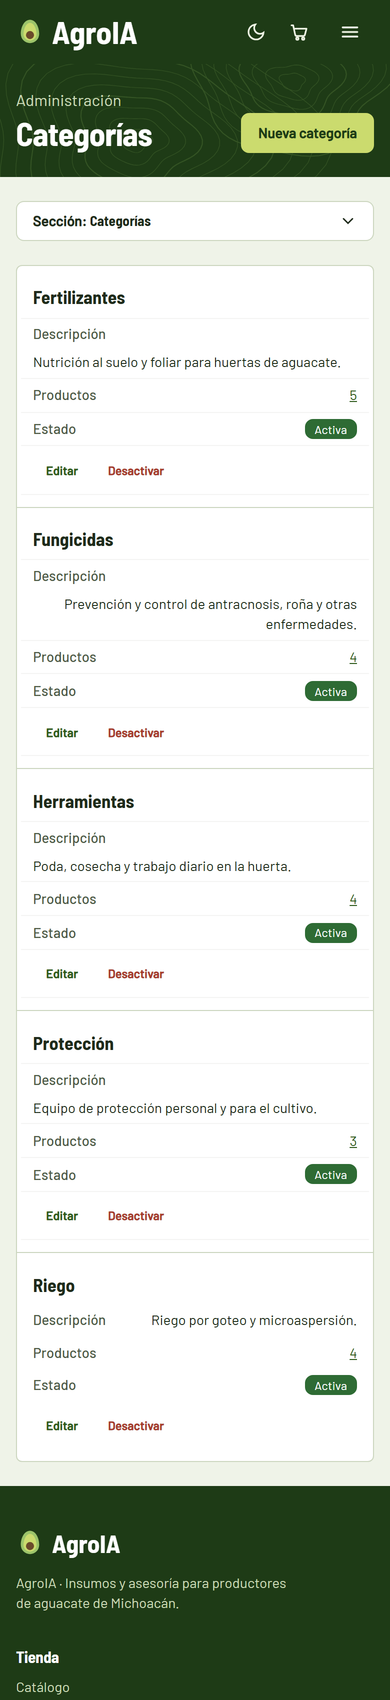 AgroIA
Administración
Categorías
Nueva categoría
Sección: Categorías
Fertilizantes
Descripción
Nutrición al suelo y foliar para huertas de aguacate.
Productos 5
Estado Activa
Editar Desactivar
Fungicidas
Descripción
Prevención y control de antracnosis, roña y otras
enfermedades.
Productos 4
Estado Activa
Editar Desactivar
Herramientas
Descripción
Poda, cosecha y trabajo diario en la huerta.
Productos 4
Estado Activa
Editar Desactivar
Protección
Descripción
Equipo de protección personal y para el cultivo.
Productos 3
Estado Activa
Editar Desactivar
Riego
Descripción Riego por goteo y microaspersión.
Productos 4
Estado Activa
Editar Desactivar
AgroIA
AgroIA · Insumos y asesoría para productores
de aguacate de Michoacán.
Tienda
Catálogo